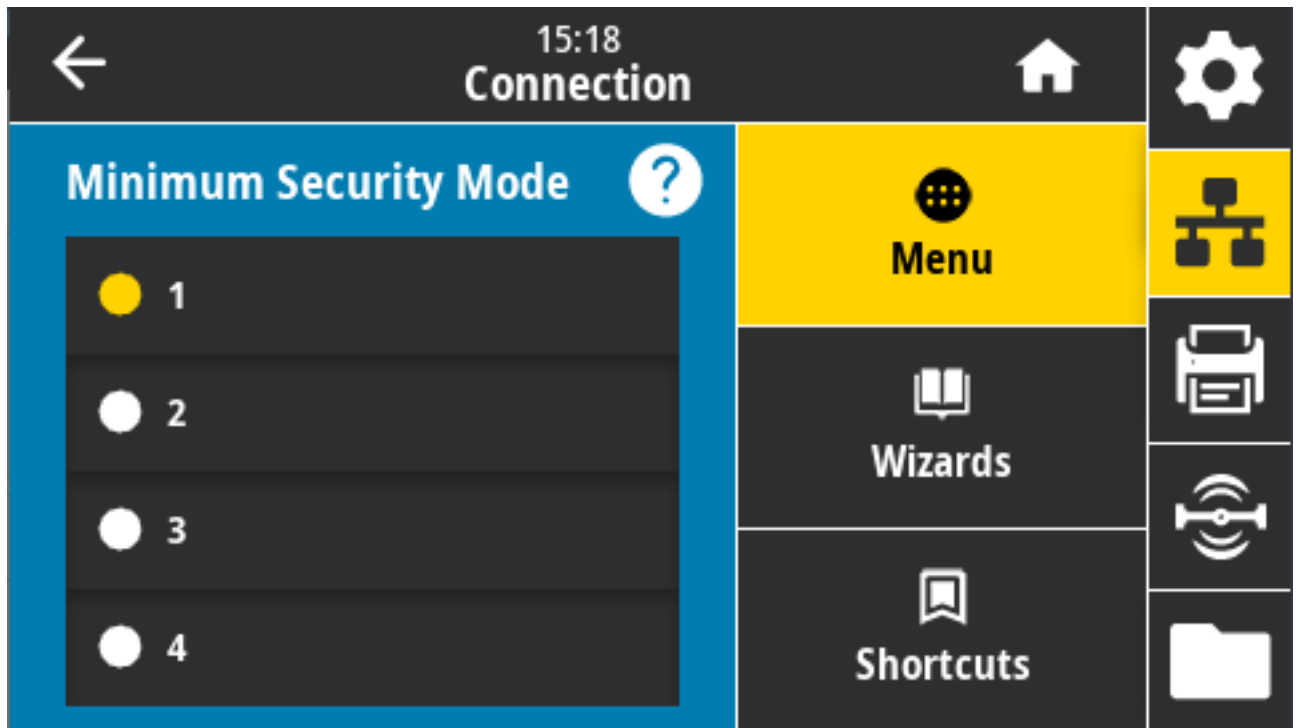 15:18
Connection
Minimum Security Mode ?
1
2
3
4
Menu
Wizards
Shortcuts